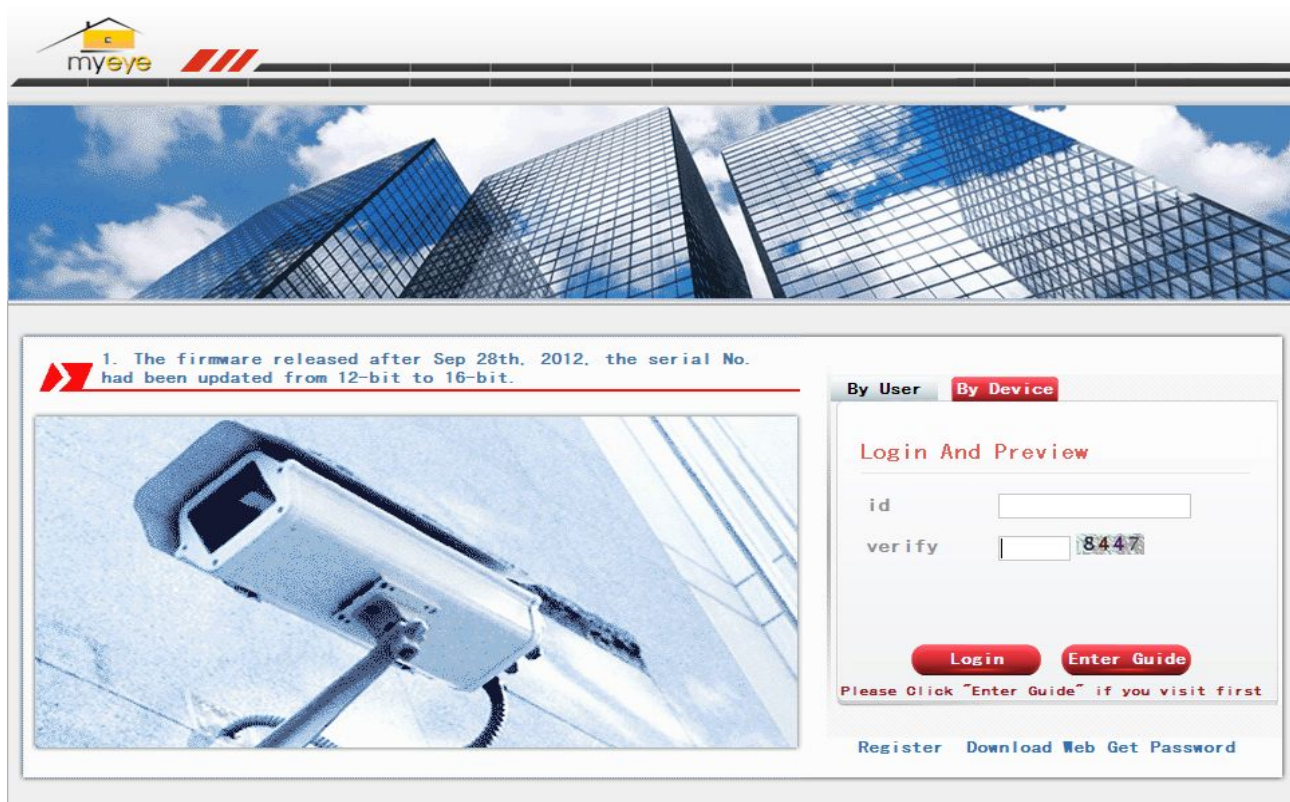 myeye
1. The firmware released after Sep 28th, 2012, the serial No.
had been updated from 12-bit to 16-bit.
By User By Device
Login And Preview
id
verify 8447
Login Enter Guide
Please Click "Enter Guide" if you visit first
Register Download Web Get Password